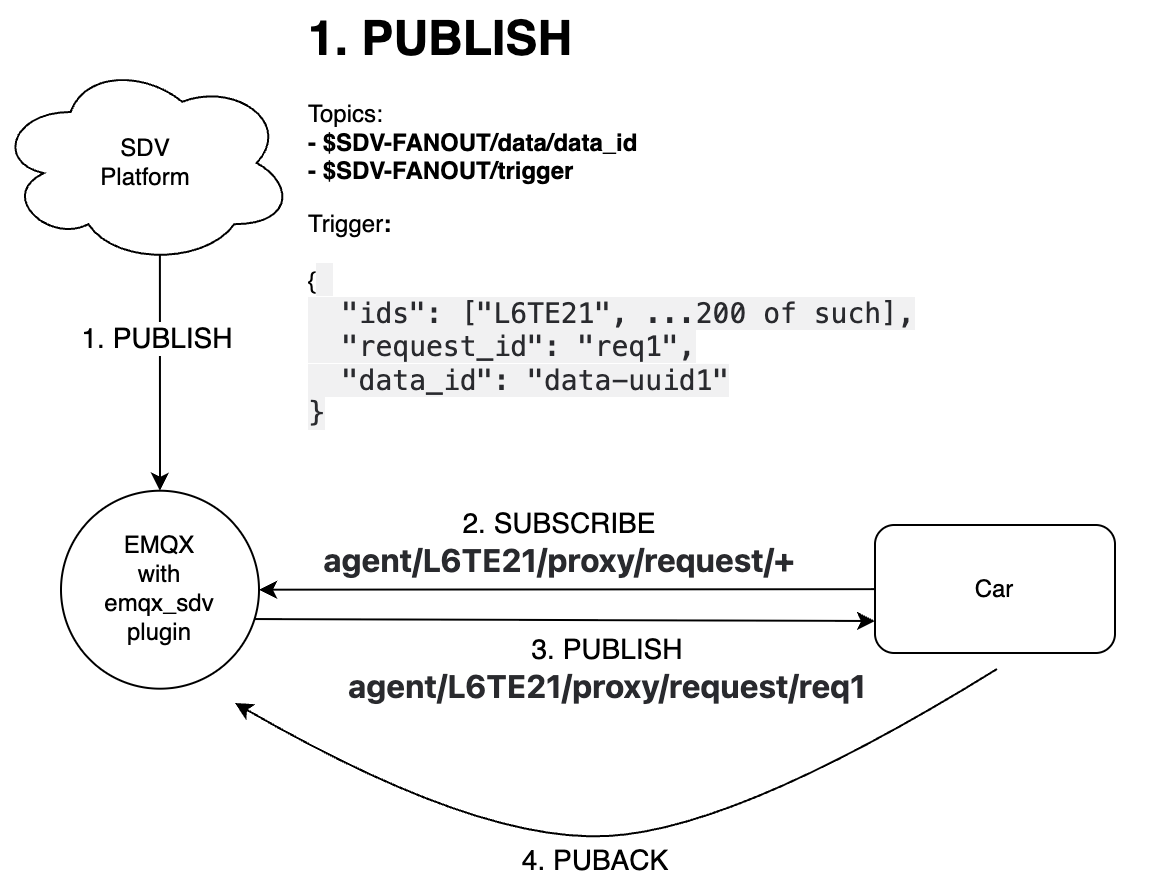 1. PUBLISH
Topics:
- $SDV-FANOUT/data/data_id
- $SDV-FANOUT/trigger
Trigger:
{
"ids": ["L6TE21", ...200 of such],
"request_id": "req1",
"data_id": "data-uuid1"
}
SDV
Platform
1. PUBLISH
EMQX
with
emqx_sdv
plugin
2. SUBSCRIBE
agent/L6TE21/proxy/request/+
Car
3. PUBLISH
agent/L6TE21/proxy/request/req1
4. PUBACK